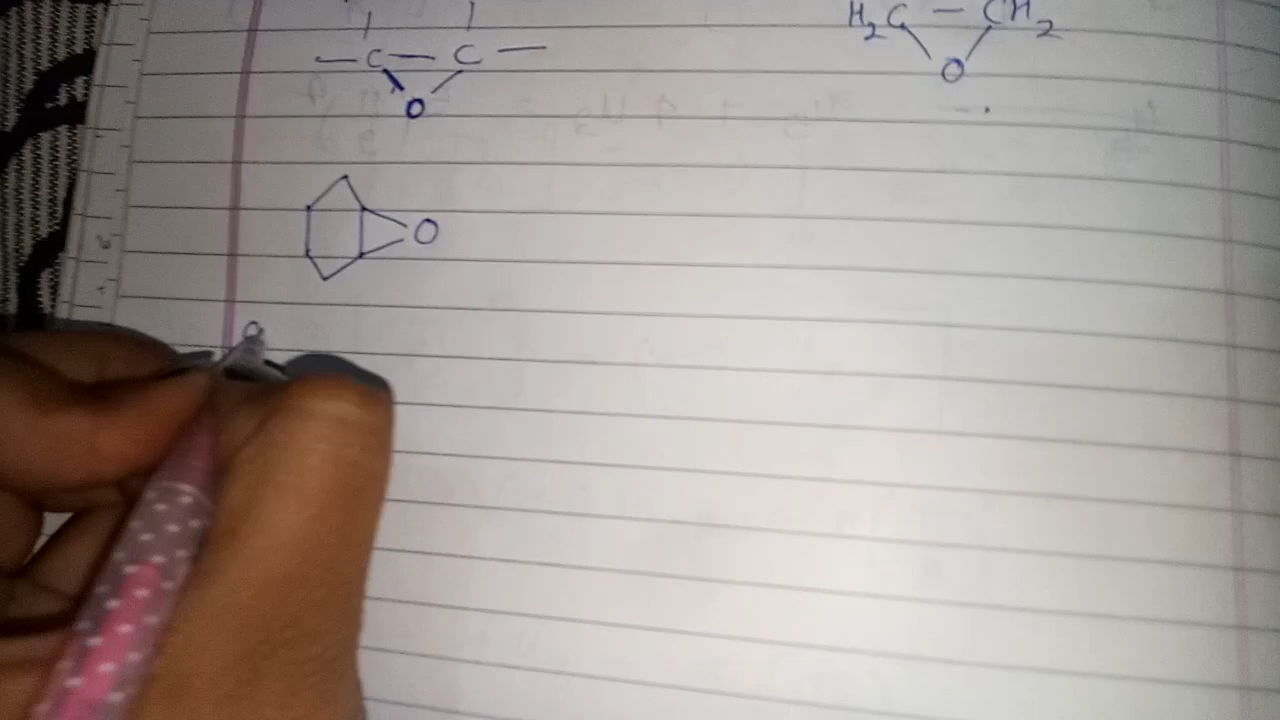 H₂C — CH₂
— C — C —
O
O
O